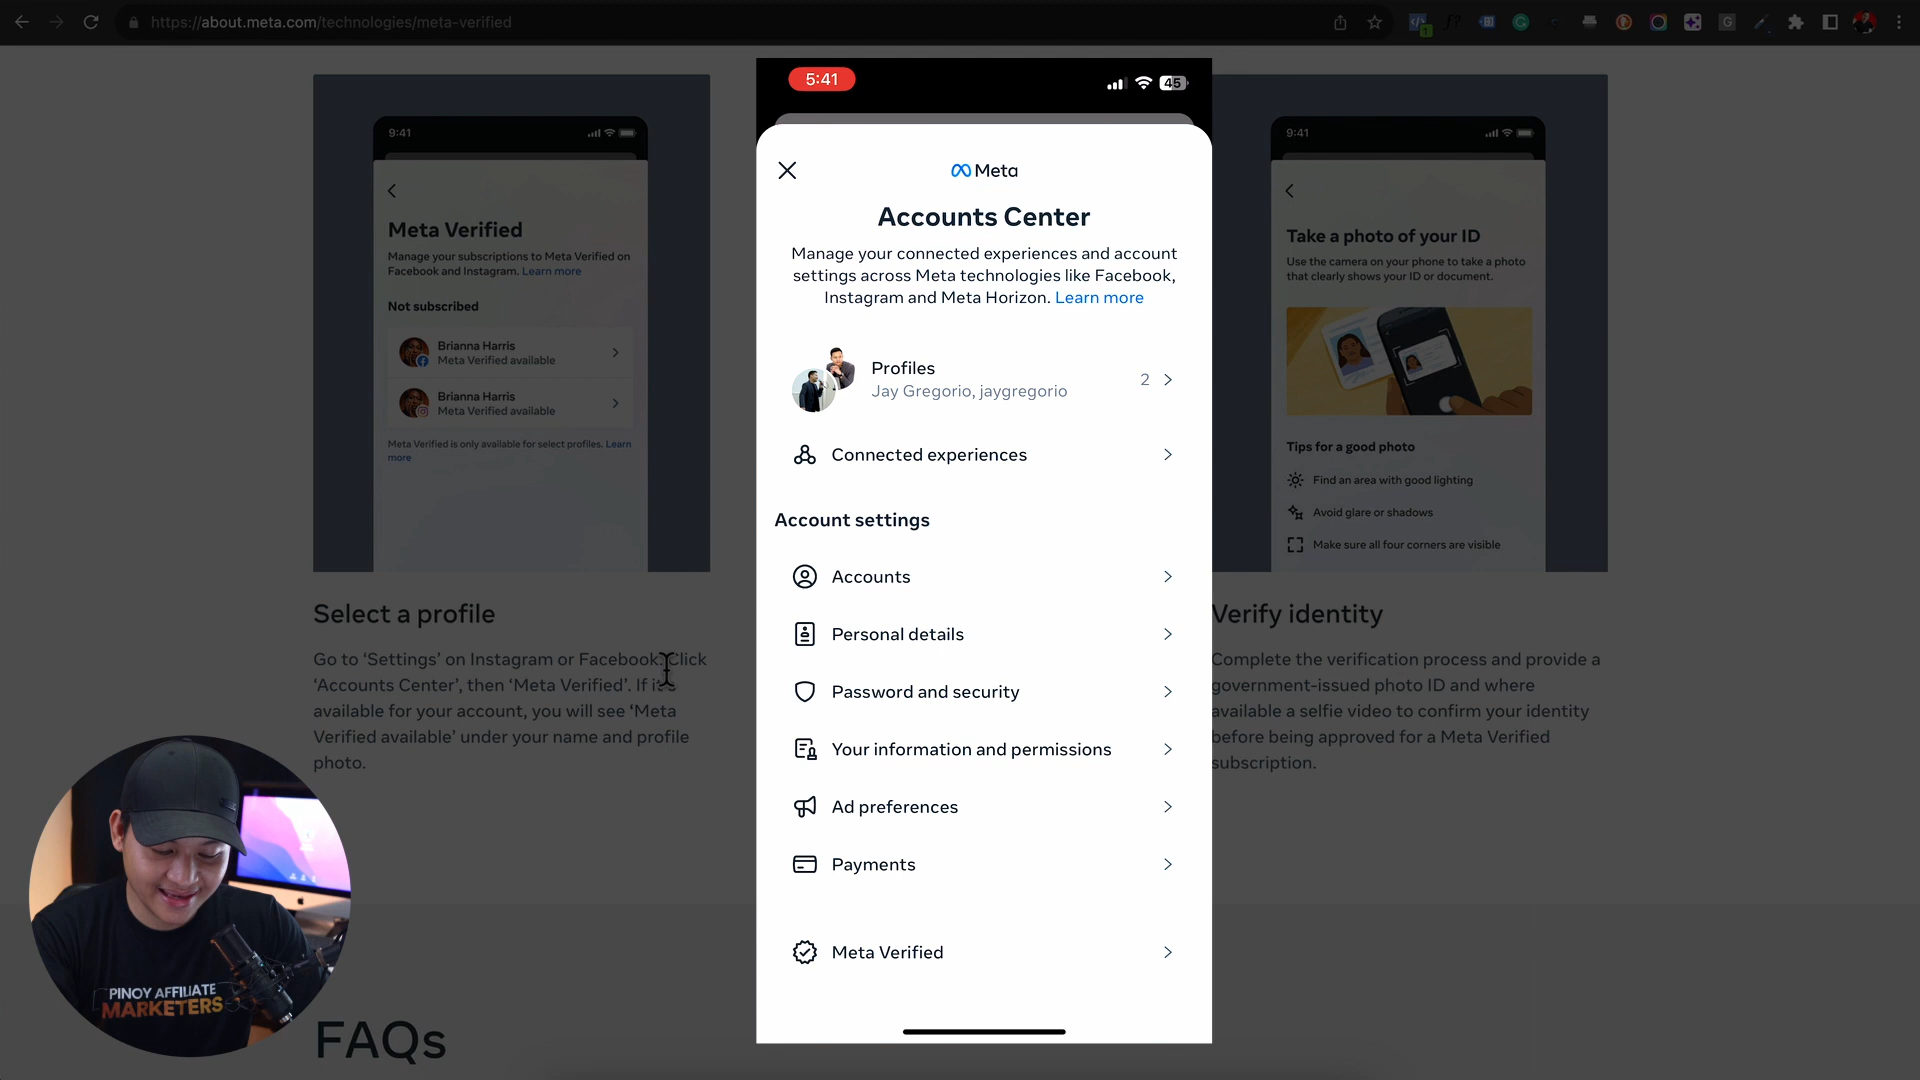 https://about.meta.com/technologies/meta-verified
9:41
Meta Verified
Manage your subscriptions to Meta Verified on
Facebook and Instagram. Learn more
Not subscribed
Brianna Harris
Meta Verified available
Brianna Harris
Meta Verified available
Meta Verified is only available for select profiles. Learn
more
Select a profile
Go to ‘Settings’ on Instagram or Facebook. Click
‘Accounts Center’, then ‘Meta Verified’. If
available for your account, you will see ‘Meta
Verified available’ under your name and profile
photo.
5:41
45
Meta
Accounts Center
Manage your connected experiences and account
settings across Meta technologies like Facebook,
Instagram and Meta Horizon. Learn more
Profiles
Jay Gregorio, jaygregorio
2
Connected experiences
Account settings
Accounts
Personal details
Password and security
Your information and permissions
Ad preferences
Payments
Meta Verified
9:41
Take a photo of your ID
Use the camera on your phone to take a photo
that clearly shows your ID or document.
Tips for a good photo
Find an area with good lighting
Avoid glare or shadows
Make sure all four corners are visible
Verify identity
Complete the verification process and provide a
government-issued photo ID and where
available a selfie video to confirm your identity
before being approved for a Meta Verified
subscription.
PINOY AFFILIATE
MARKETERS
FAQs